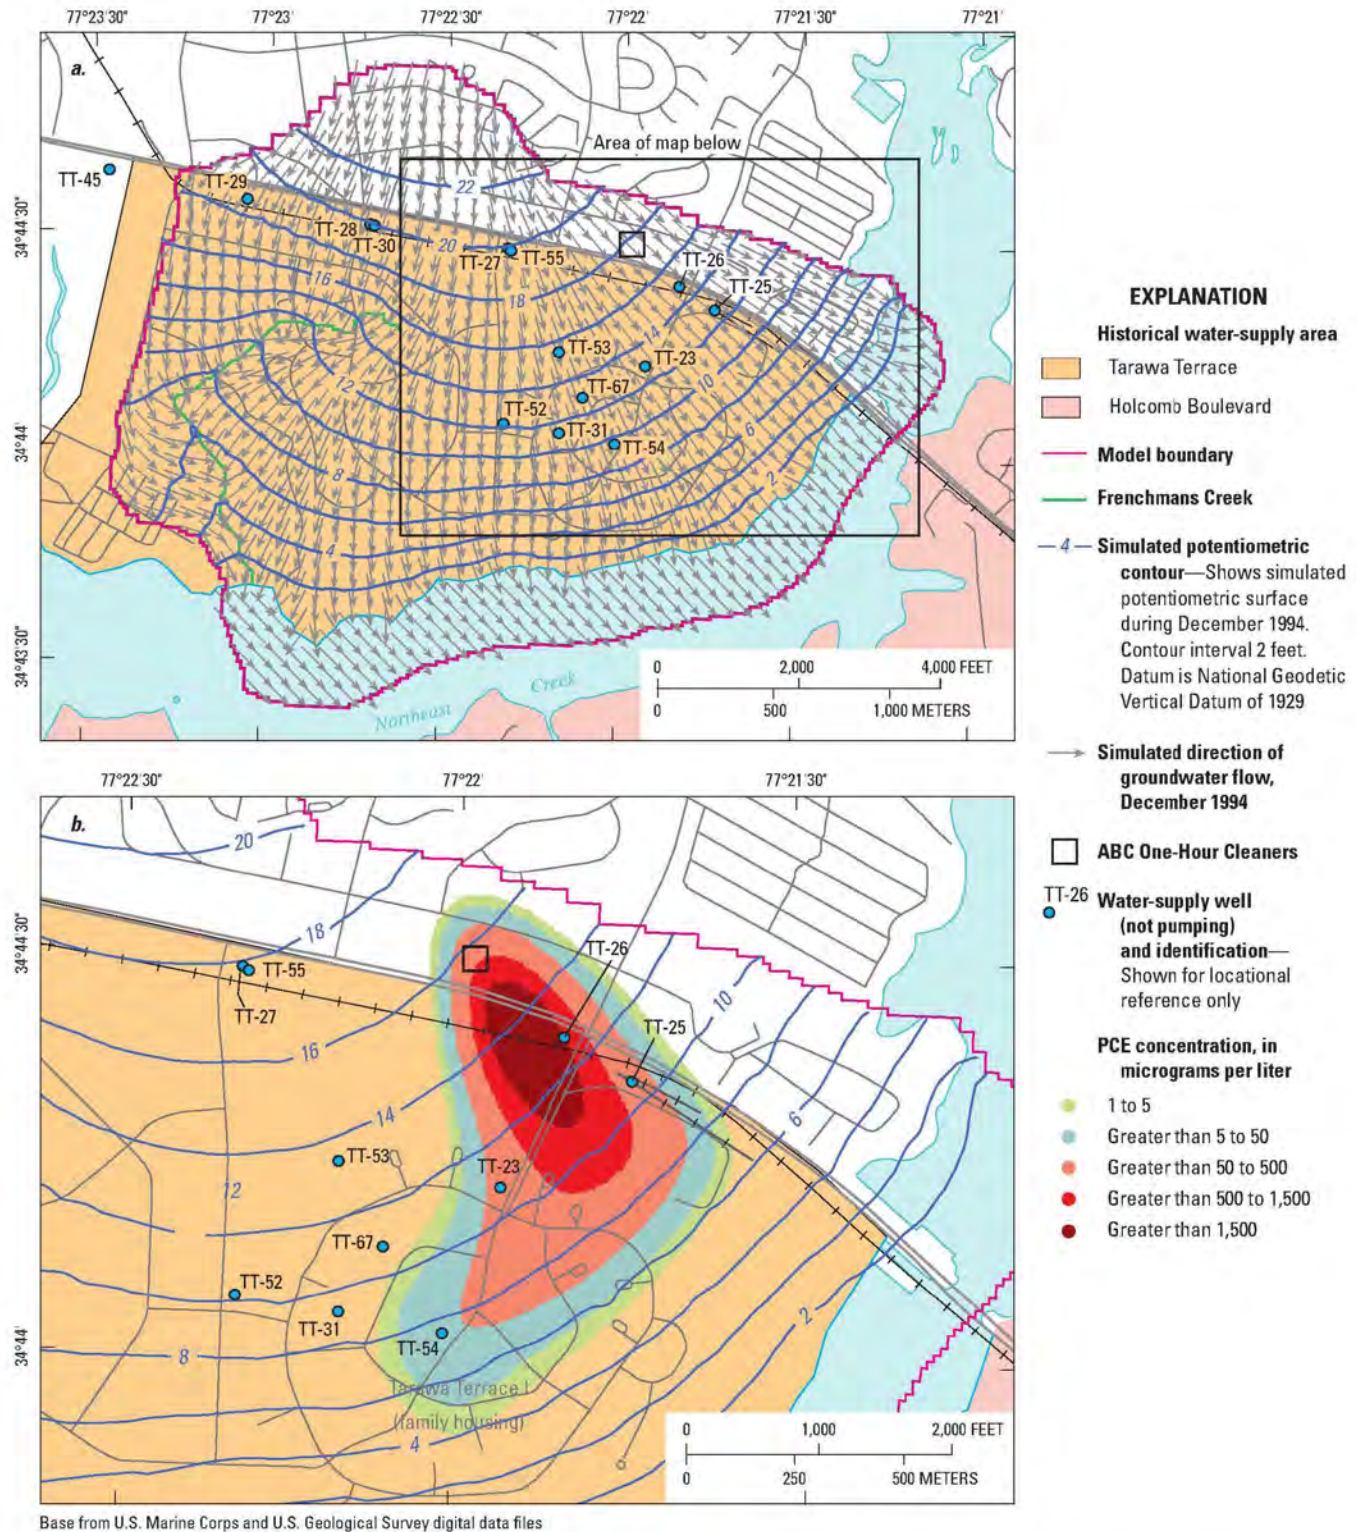 77°23'30"
77°23'
77°22'30"
77°22'
77°21'30"
77°21'
a.
Area of map below
TT-45
TT-29
22
34°44'30"
TT-28
TT-30
20
TT-27
TT-55
TT-26
16
TT-25
18
14
TT-53
TT-23
12
10
TT-67
TT-52
34°44'
TT-31
6
TT-54
8
2
4
34°43'30"
0 2,000 4,000 FEET
0 500 1,000 METERS
Northeast Creek
77°22'30"
77°22'
77°21'30"
b.
20
18
34°44'30"
TT-26
TT-55
TT-27
10
TT-25
16
14
6
TT-53
TT-23
12
TT-67
TT-52
2
TT-31
34°44'
TT-54
8
Tarawa Terrace I
(family housing)
4
0 1,000 2,000 FEET
0 250 500 METERS
Base from U.S. Marine Corps and U.S. Geological Survey digital data files
EXPLANATION
Historical water-supply area
Tarawa Terrace
Holcomb Boulevard
Model boundary
Frenchmans Creek
4 Simulated potentiometric
contour—Shows simulated
potentiometric surface
during December 1994.
Contour interval 2 feet.
Datum is National Geodetic
Vertical Datum of 1929
Simulated direction of
groundwater flow,
December 1994
ABC One-Hour Cleaners
TT-26 Water-supply well
(not pumping)
and identification—
Shown for locational
reference only
PCE concentration, in
micrograms per liter
1 to 5
Greater than 5 to 50
Greater than 50 to 500
Greater than 500 to 1,500
Greater than 1,500